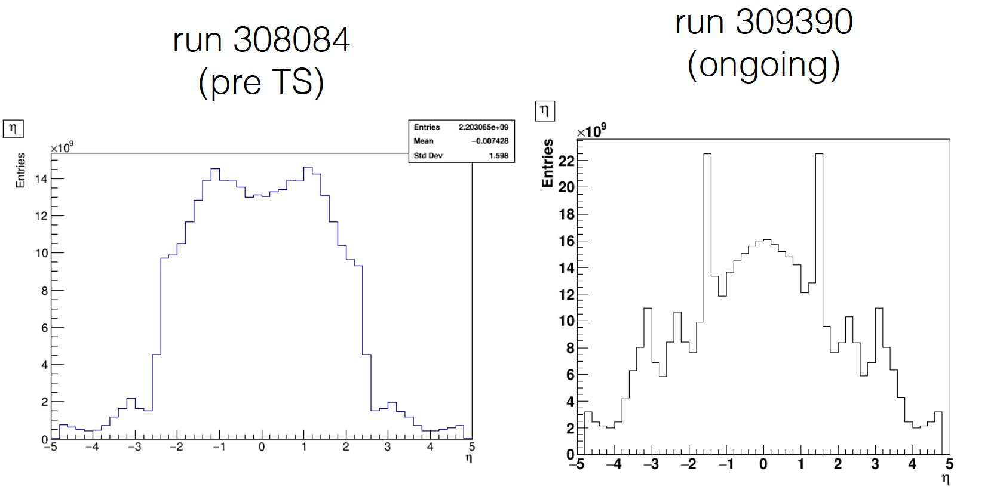 run 308084
(pre TS)
η
Entries 2.203065e+09
Mean −0.007428
Std Dev 1.598
×10⁹
Entries
14
12
10
8
6
4
2
0
−5 −4 −3 −2 −1 0 1 2 3 4 5
η
run 309390
(ongoing)
η
×10⁹
Entries
22
20
18
16
14
12
10
8
6
4
2
0
−5 −4 −3 −2 −1 0 1 2 3 4 5
η